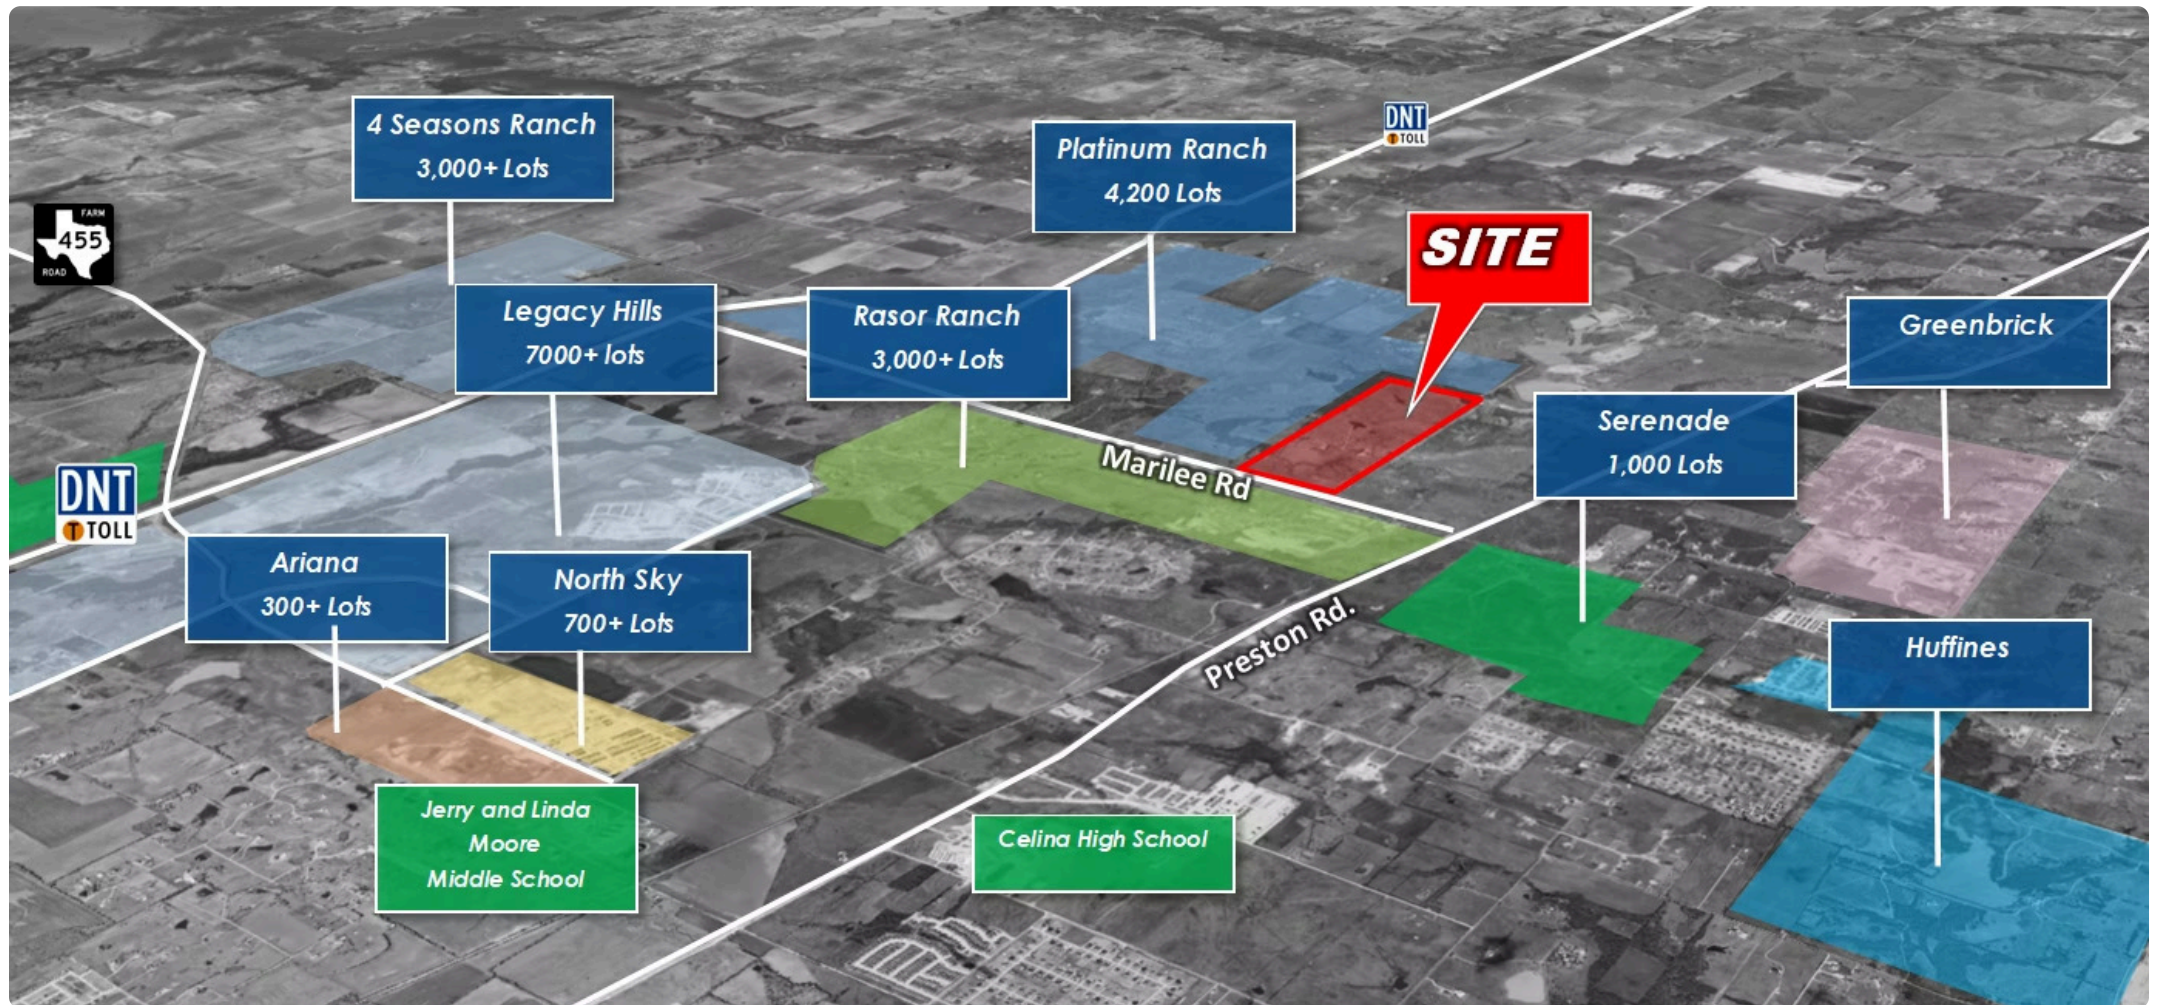 4 Seasons Ranch
3,000+ Lots
DNT
TOLL
Platinum Ranch
4,200 Lots
FARM
455
ROAD
SITE
Legacy Hills
7000+ lots
Rasor Ranch
3,000+ Lots
Greenbrick
Serenade
1,000 Lots
Marilee Rd
DNT
TOLL
Ariana
300+ Lots
North Sky
700+ Lots
Preston Rd.
Huffines
Jerry and Linda
Moore
Middle School
Celina High School